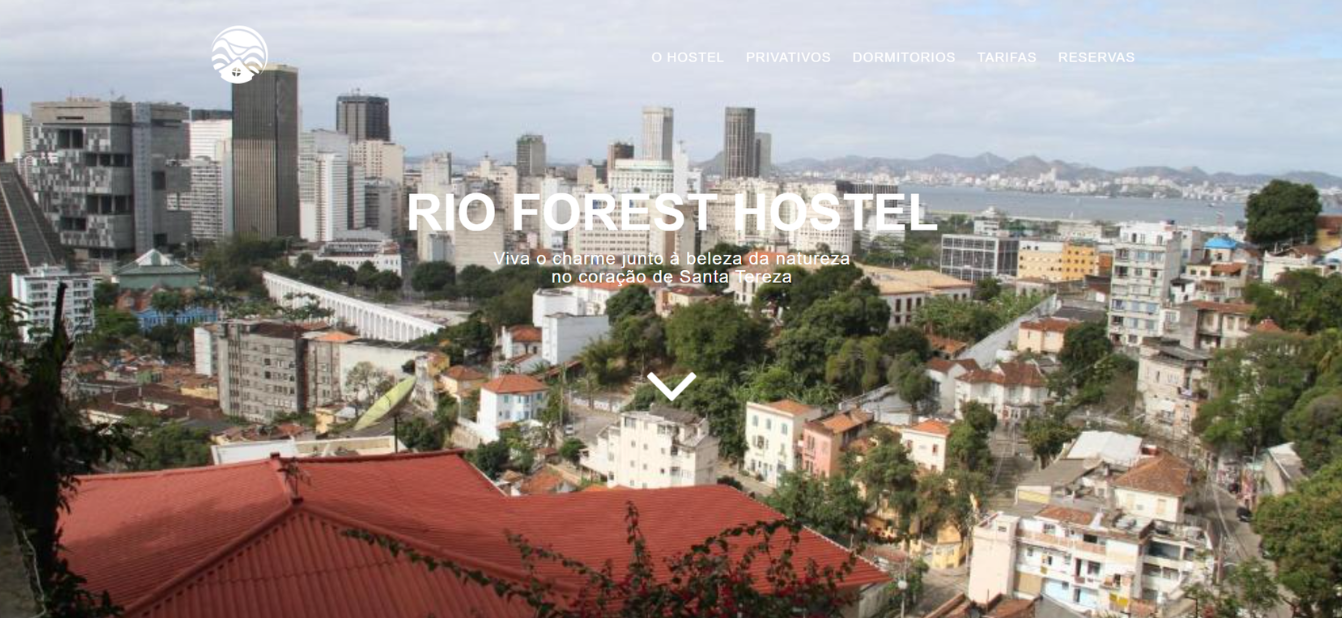 O HOSTEL PRIVATIVOS DORMITORIOS TARIFAS RESERVAS
RIO FOREST HOSTEL
Viva o charme junto à beleza da natureza
no coração de Santa Tereza